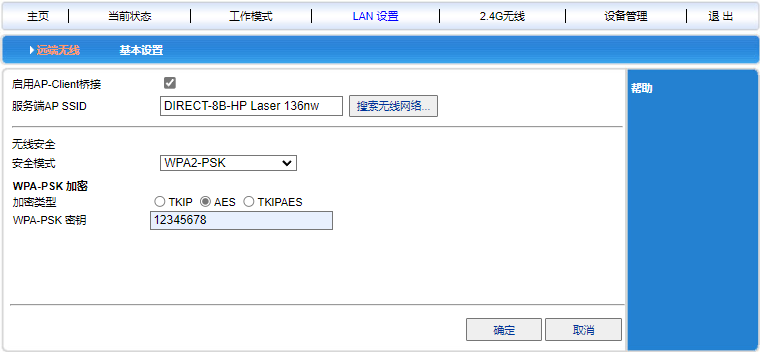 主页 当前状态 工作模式 LAN 设置 2.4G无线 设备管理 退 出
远端无线 基本设置
启用AP-Client桥接
帮助
服务端AP SSID DIRECT-8B-HP Laser 136nw 搜索无线网络...
无线安全
安全模式 WPA2-PSK
WPA-PSK 加密
加密类型 TKIP AES TKIPAES
WPA-PSK 密钥 12345678
确定 取消